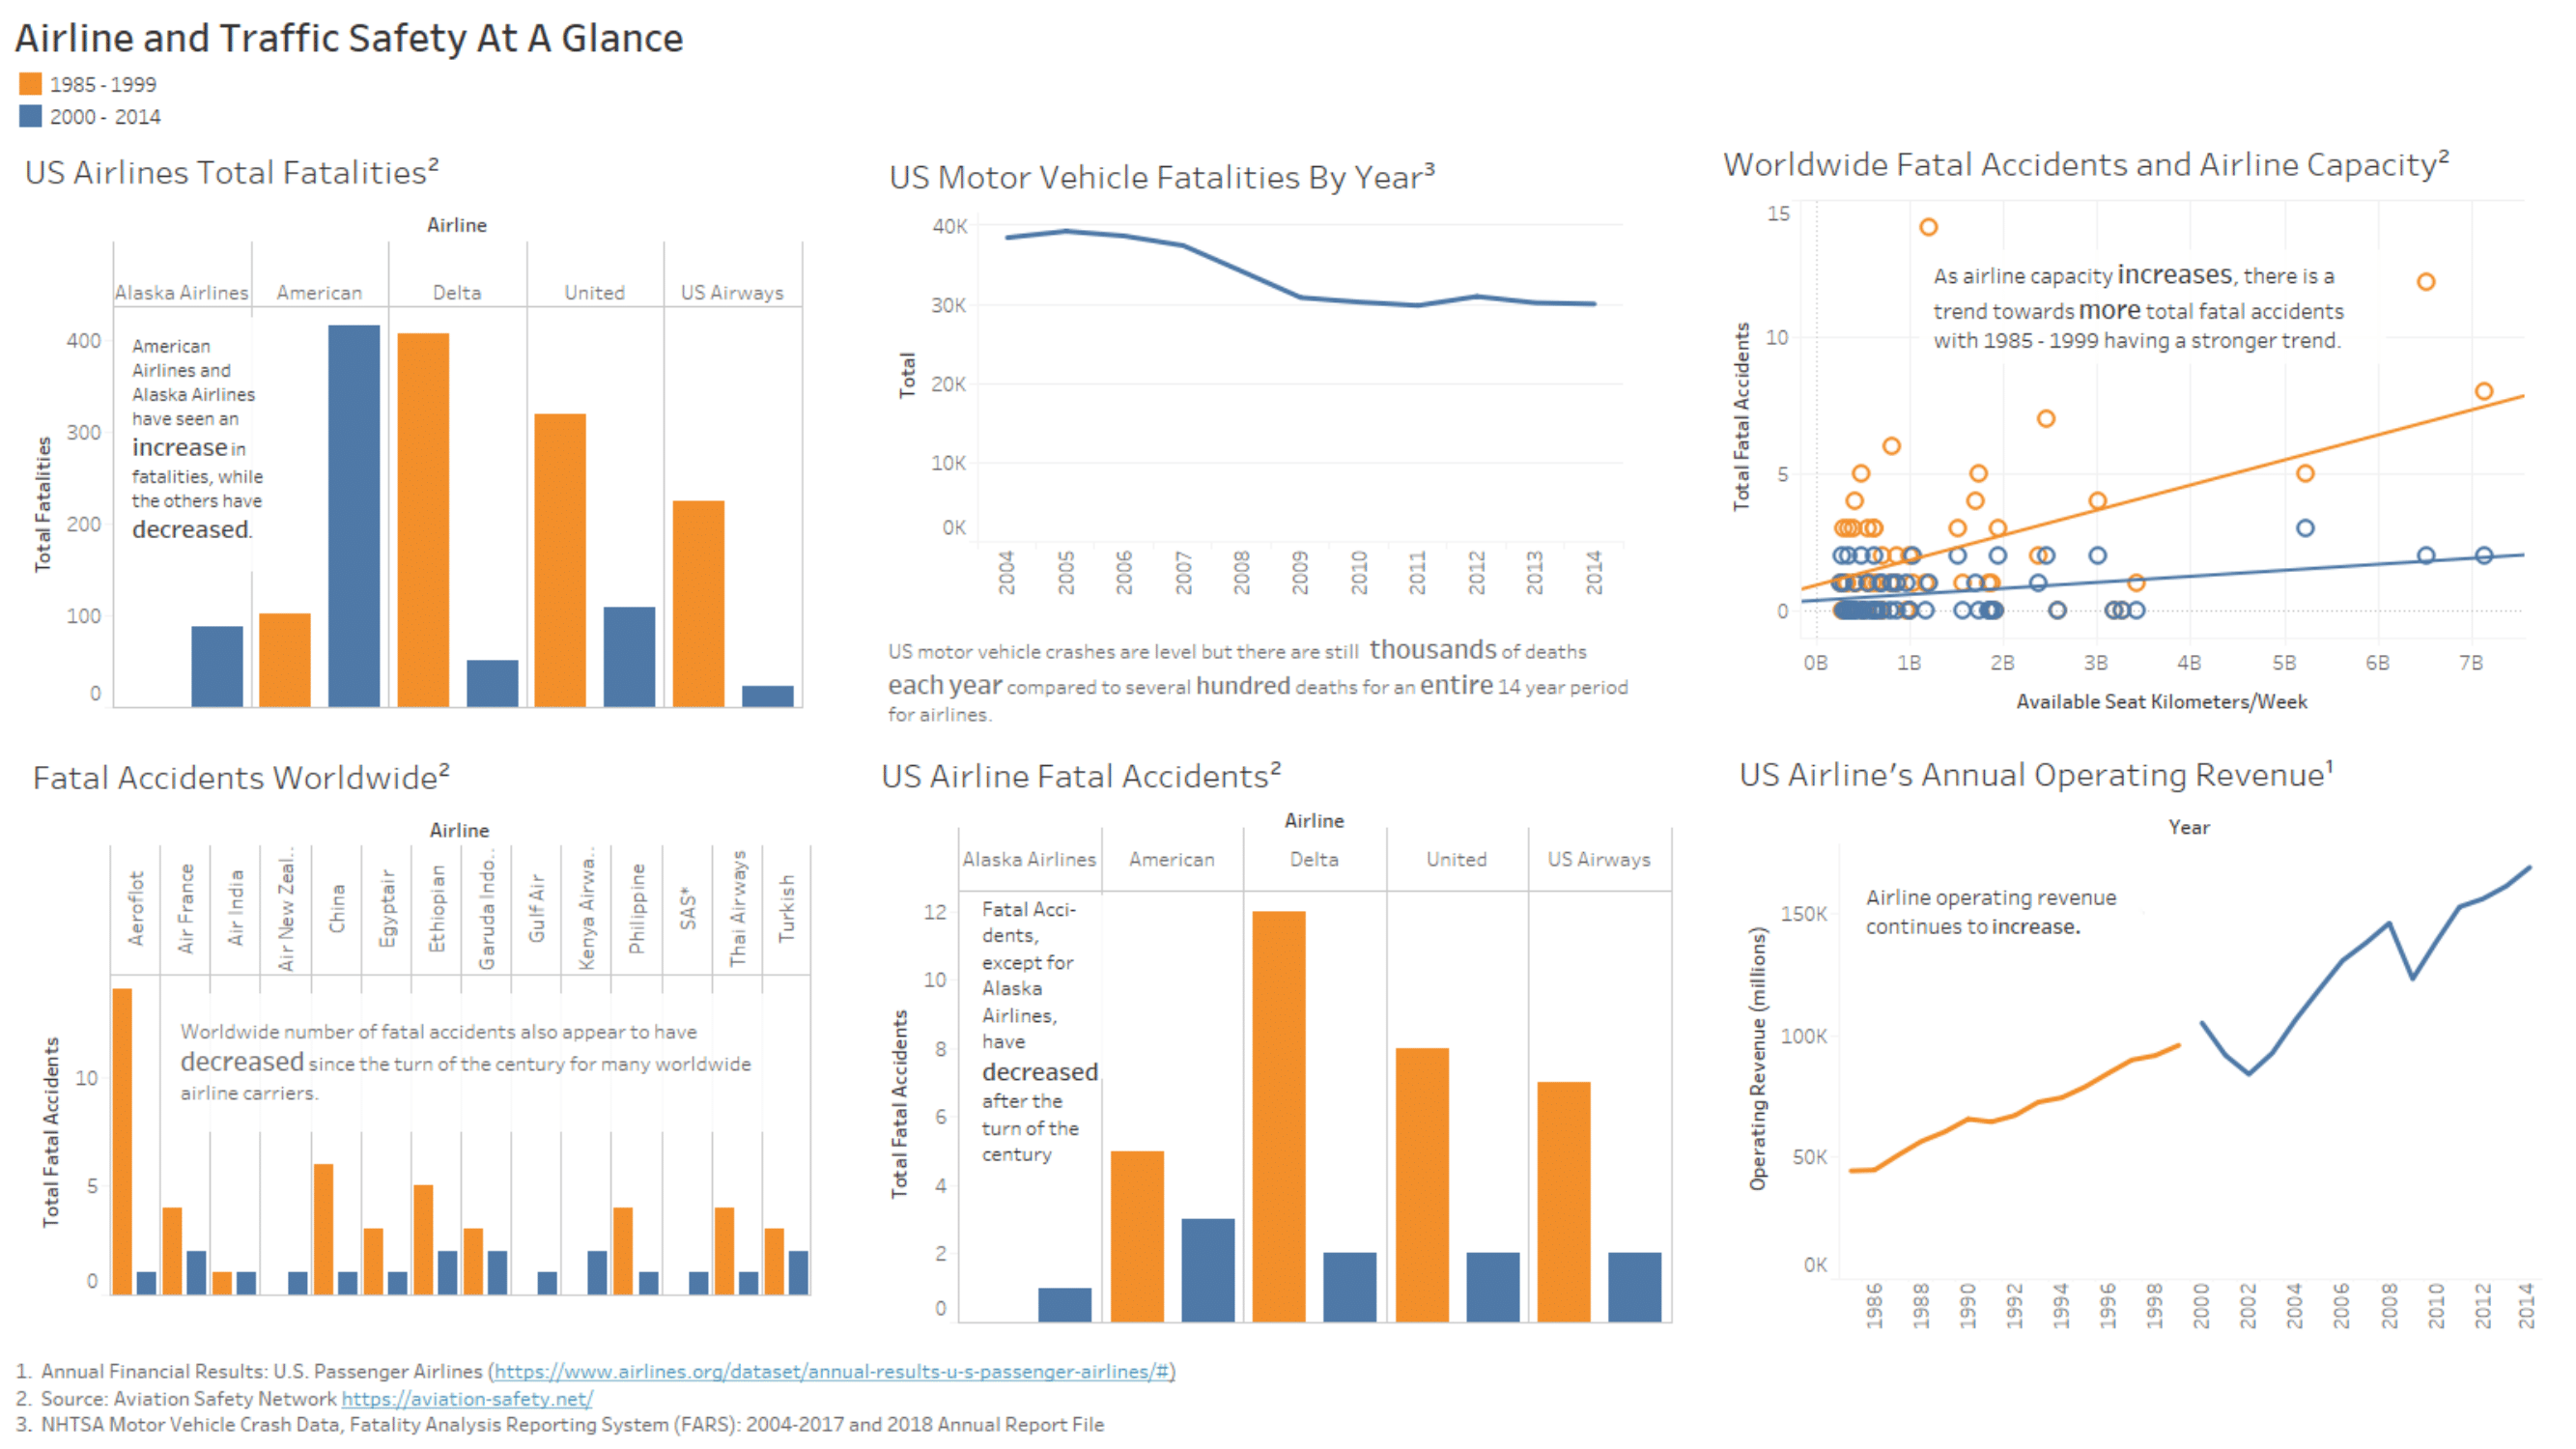 Airline and Traffic Safety At A Glance
1985 - 1999
2000 - 2014
US Airlines Total Fatalities²
Airline
Alaska Airlines American Delta United US Airways
Total Fatalities
400
300
200
100
0
American
Airlines and
Alaska Airlines
have seen an
increase in
fatalities, while
the others have
decreased.
US Motor Vehicle Fatalities By Year³
Total
40K
30K
20K
10K
0K
2004 2005 2006 2007 2008 2009 2010 2011 2012 2013 2014
US motor vehicle crashes are level but there are still thousands of deaths
each year compared to several hundred deaths for an entire 14 year period
for airlines.
Worldwide Fatal Accidents and Airline Capacity²
Total Fatal Accidents
15
10
5
0
As airline capacity increases, there is a
trend towards more total fatal accidents
with 1985 - 1999 having a stronger trend.
0B 1B 2B 3B 4B 5B 6B 7B
Available Seat Kilometers/Week
Fatal Accidents Worldwide²
Airline
Aeroflot Air France Air India Air New Zeal.. China Egyptair Ethiopian Garuda Indo.. Gulf Air Kenya Airwa.. Philippine SAS* Thai Airways Turkish
Total Fatal Accidents
10
5
0
Worldwide number of fatal accidents also appear to have
decreased since the turn of the century for many worldwide
airline carriers.
US Airline Fatal Accidents²
Airline
Alaska Airlines American Delta United US Airways
Total Fatal Accidents
12
10
8
6
4
2
0
Fatal Acci-
dents,
except for
Alaska
Airlines,
have
decreased
after the
turn of the
century
US Airline's Annual Operating Revenue¹
Year
Operating Revenue (millions)
150K
100K
50K
0K
Airline operating revenue
continues to increase.
1986 1988 1990 1992 1994 1996 1998 2000 2002 2004 2006 2008 2010 2012 2014
1. Annual Financial Results: U.S. Passenger Airlines (https://www.airlines.org/dataset/annual-results-u-s-passenger-airlines/#)
2. Source: Aviation Safety Network https://aviation-safety.net/
3. NHTSA Motor Vehicle Crash Data, Fatality Analysis Reporting System (FARS): 2004-2017 and 2018 Annual Report File